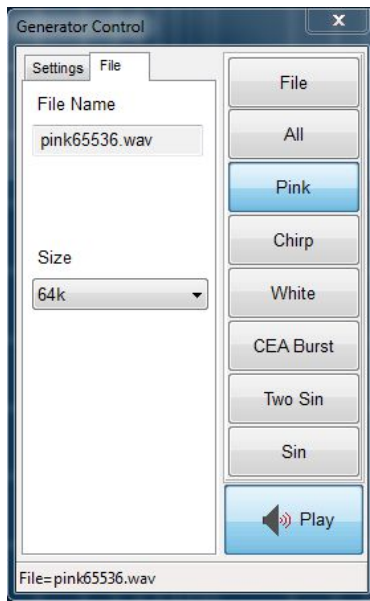 Generator Control
X
Settings File
File Name
pink65536.wav
Size
64k
File
All
Pink
Chirp
White
CEA Burst
Two Sin
Sin
Play
File=pink65536.wav